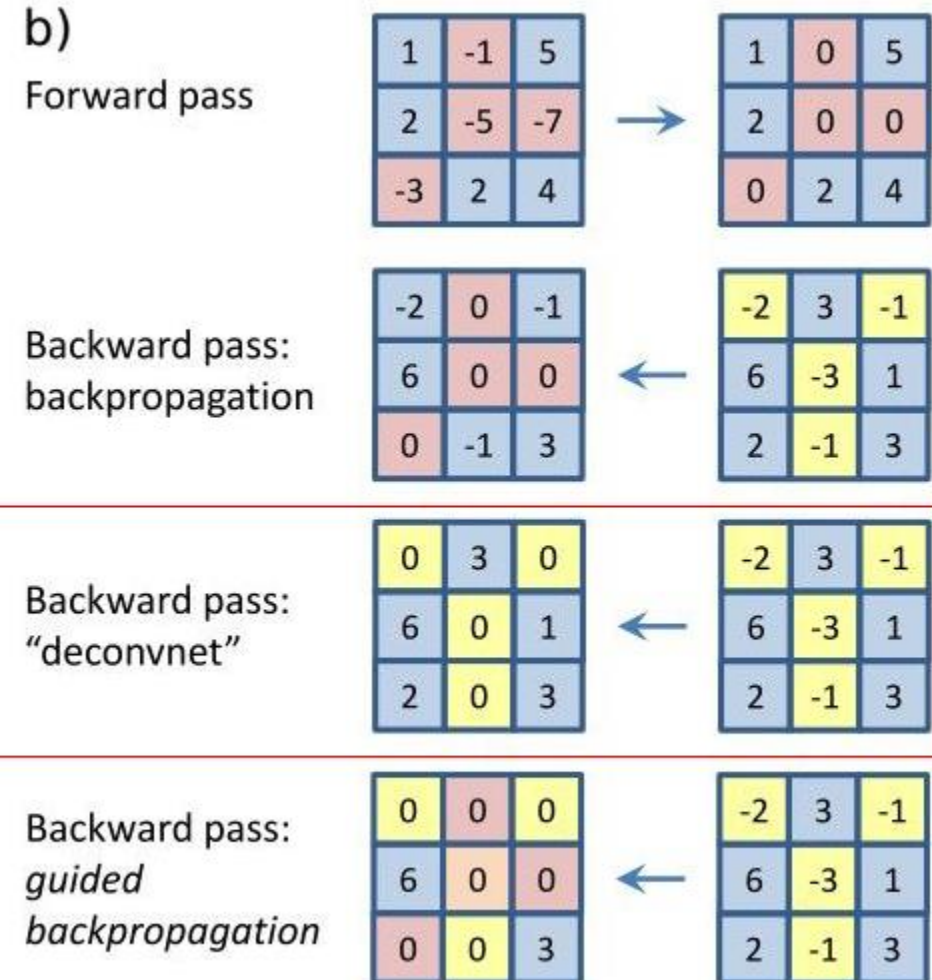 b)
Forward pass
1 -1 5 1 0 5
2 -5 -7 2 0 0
-3 2 4 0 2 4
Backward pass:
backpropagation
-2 0 -1 -2 3 -1
6 0 0 6 -3 1
0 -1 3 2 -1 3
Backward pass:
“deconvnet”
0 3 0 -2 3 -1
6 0 1 6 -3 1
2 0 3 2 -1 3
Backward pass:
guided
backpropagation
0 0 0 -2 3 -1
6 0 0 6 -3 1
0 0 3 2 -1 3